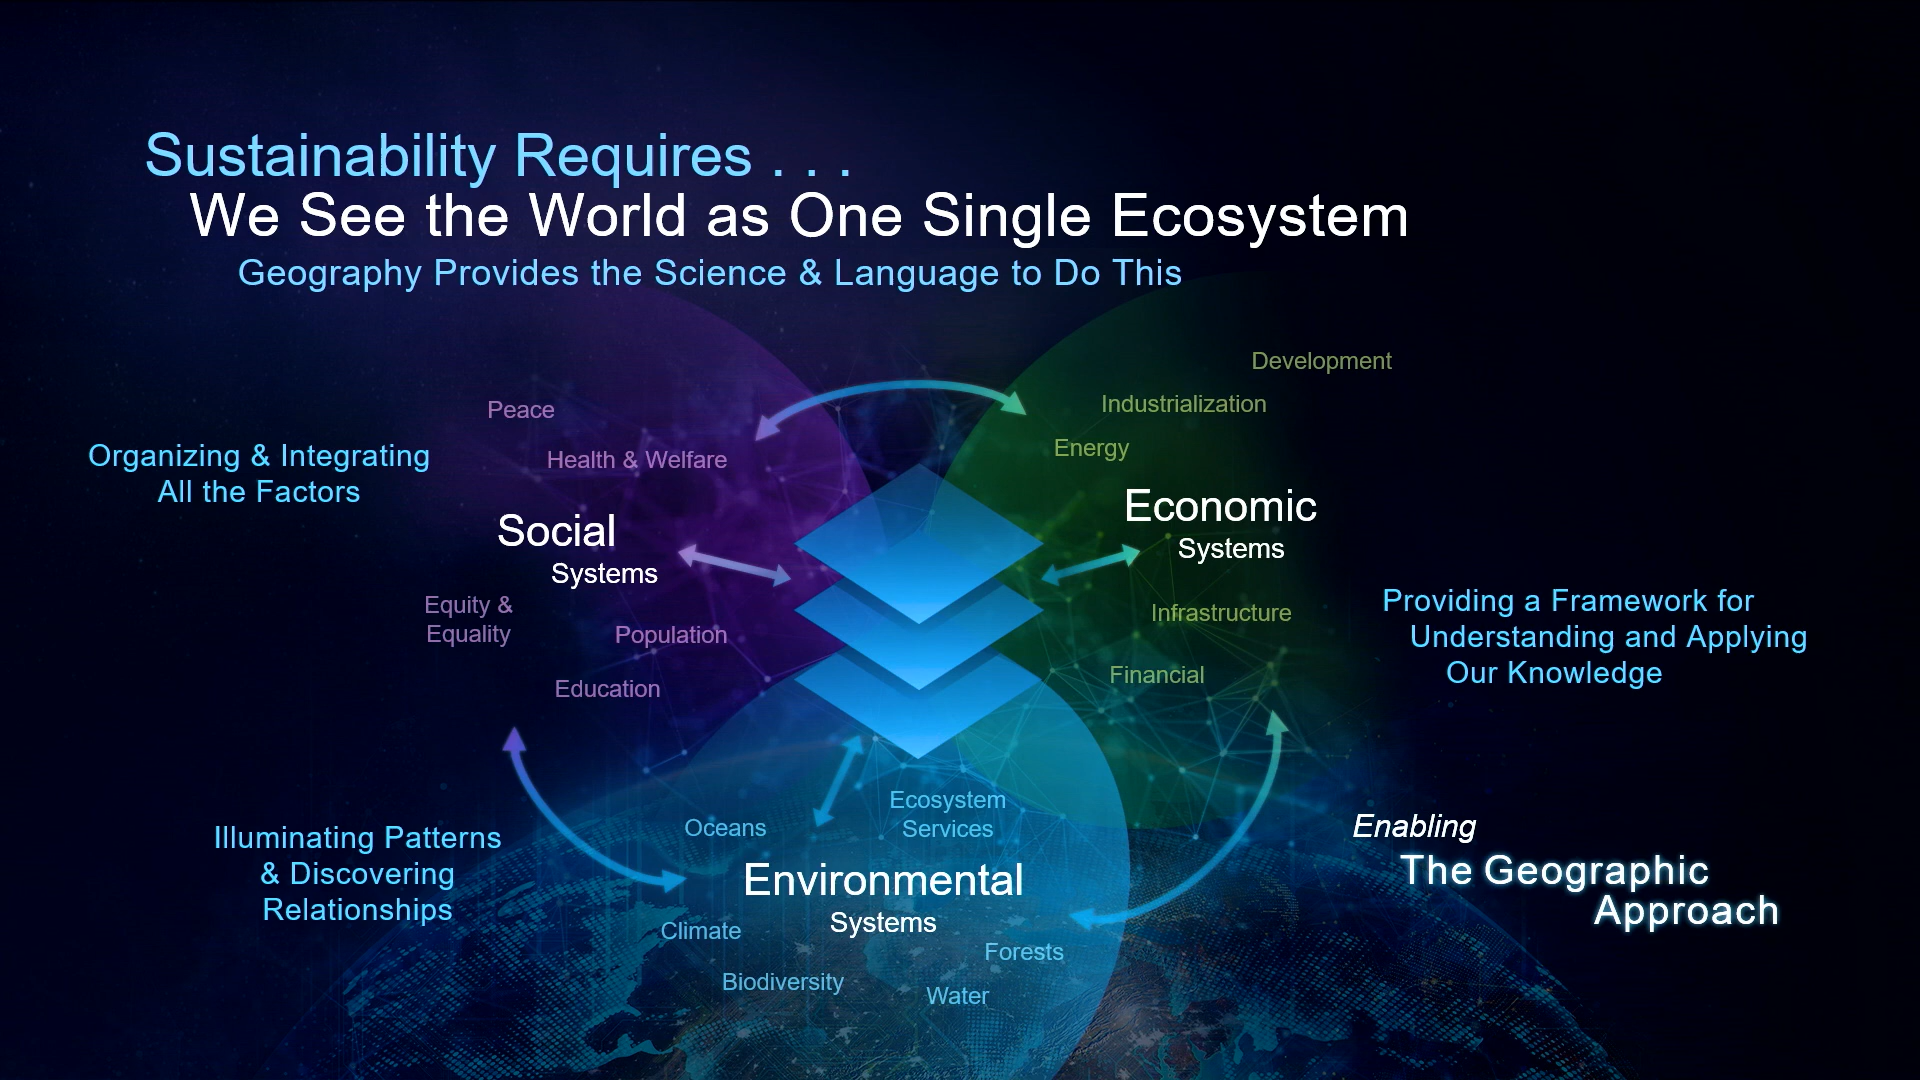 Sustainability Requires . . .
We See the World as One Single Ecosystem
Geography Provides the Science & Language to Do This
Organizing & Integrating
All the Factors
Peace
Health & Welfare
Social
Systems
Equity &
Equality
Population
Education
Development
Industrialization
Energy
Economic
Systems
Infrastructure
Financial
Providing a Framework for
Understanding and Applying
Our Knowledge
Illuminating Patterns
& Discovering
Relationships
Oceans
Ecosystem
Services
Environmental
Systems
Climate
Forests
Biodiversity
Water
Enabling
The Geographic
Approach